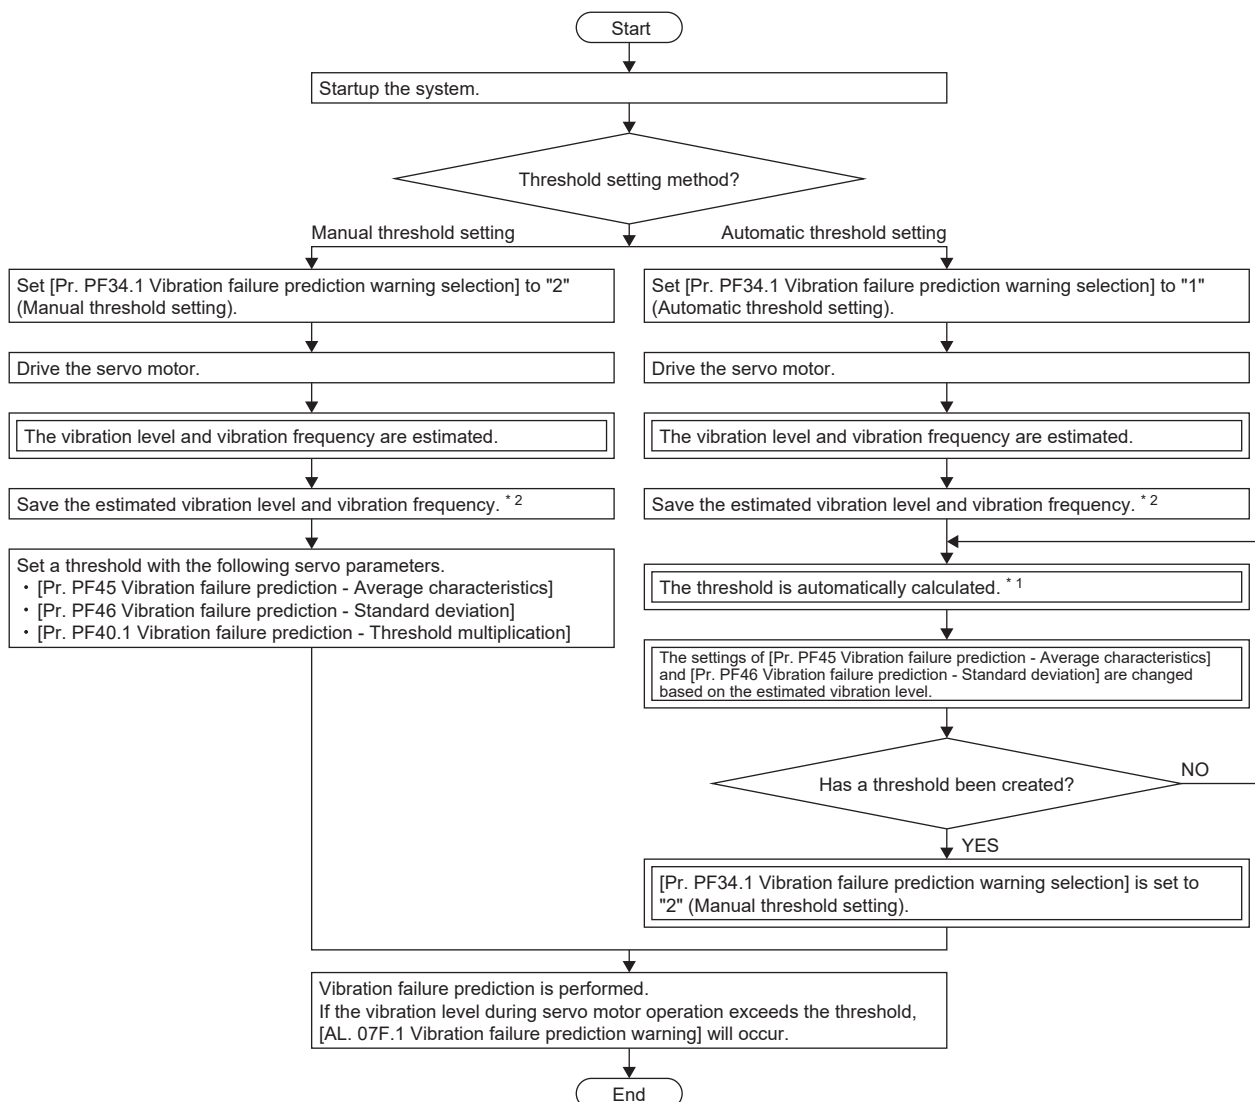 Start
Startup the system.
Threshold setting method?
Manual threshold setting
Automatic threshold setting
Set [Pr. PF34.1 Vibration failure prediction warning selection] to "2"
(Manual threshold setting).
Drive the servo motor.
The vibration level and vibration frequency are estimated.
Save the estimated vibration level and vibration frequency. * 2
Set a threshold with the following servo parameters.
・[Pr. PF45 Vibration failure prediction - Average characteristics]
・[Pr. PF46 Vibration failure prediction - Standard deviation]
・[Pr. PF40.1 Vibration failure prediction - Threshold multiplication]
Set [Pr. PF34.1 Vibration failure prediction warning selection] to "1"
(Automatic threshold setting).
Drive the servo motor.
The vibration level and vibration frequency are estimated.
Save the estimated vibration level and vibration frequency. * 2
The threshold is automatically calculated. * 1
The settings of [Pr. PF45 Vibration failure prediction - Average characteristics]
and [Pr. PF46 Vibration failure prediction - Standard deviation] are changed
based on the estimated vibration level.
Has a threshold been created?
NO
YES
[Pr. PF34.1 Vibration failure prediction warning selection] is set to
"2" (Manual threshold setting).
Vibration failure prediction is performed.
If the vibration level during servo motor operation exceeds the threshold,
[AL. 07F.1 Vibration failure prediction warning] will occur.
End